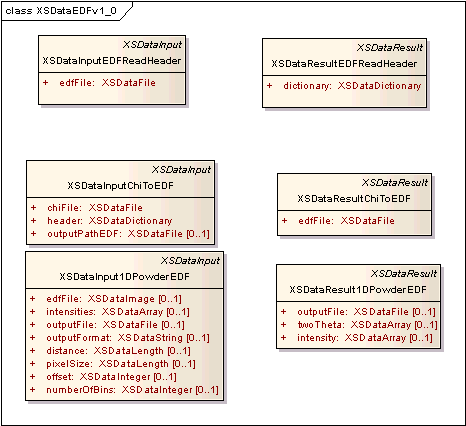 class XSDataEDFv1_0
XSDataInput
XSDataInputEDFReadHeader
+ edfFile: XSDataFile
XSDataResult
XSDataResultEDFReadHeader
+ dictionary: XSDataDictionary
XSDataInput
XSDataInputChiToEDF
+ chiFile: XSDataFile
+ header: XSDataDictionary
+ outputPathEDF: XSDataFile [0..1]
XSDataResult
XSDataResultChiToEDF
+ edfFile: XSDataFile
XSDataInput
XSDataInput1DPowderEDF
+ edfFile: XSDataImage [0..1]
+ intensities: XSDataArray [0..1]
+ outputFile: XSDataFile [0..1]
+ outputFormat: XSDataString [0..1]
+ distance: XSDataLength [0..1]
+ pixelSize: XSDataLength [0..1]
+ offset: XSDataInteger [0..1]
+ numberOfBins: XSDataInteger [0..1]
XSDataResult
XSDataResult1DPowderEDF
+ outputFile: XSDataFile [0..1]
+ twoTheta: XSDataArray [0..1]
+ intensity: XSDataArray [0..1]